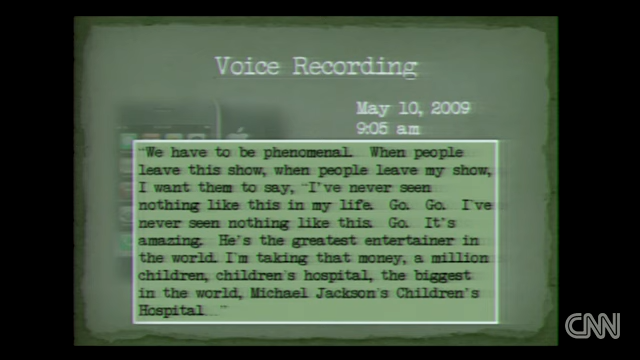 Voice Recording
May 10, 2009
9:05 am
"We have to be phenomenal. When people
leave this show, when people leave my show,
I want them to say, "I've never seen
nothing like this in my life. Go. Go. I've
never seen nothing like this. Go. It's
amazing. He's the greatest entertainer in
the world. I'm taking that money, a million
children, children's hospital, the biggest
in the world, Michael Jackson's Children's
Hospital..."
CNN